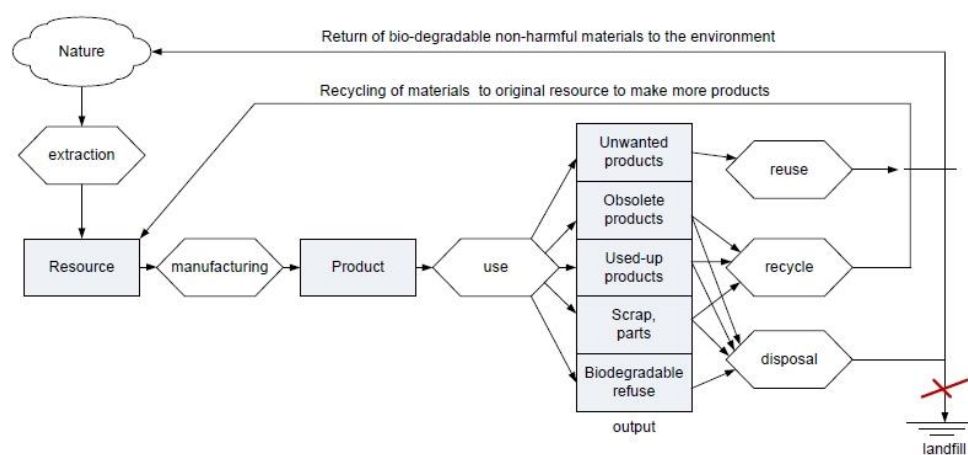 Nature
Return of bio-degradable non-harmful materials to the environment
Recycling of materials to original resource to make more products
extraction
Resource
manufacturing
Product
use
Unwanted
products
Obsolete
products
Used-up
products
Scrap,
parts
Biodegradable
refuse
output
reuse
recycle
disposal
landfill